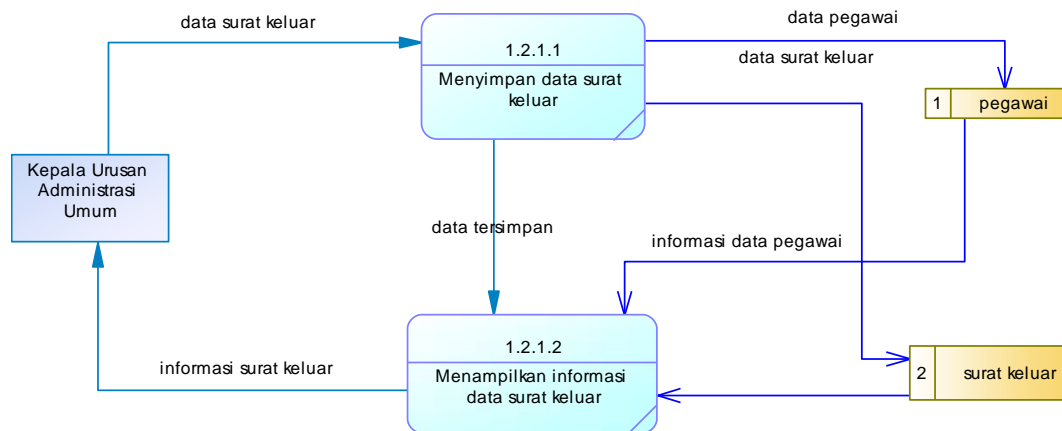 data surat keluar
data pegawai
1.2.1.1
Menyimpan data surat
keluar
data surat keluar
1 pegawai
Kepala Urusan
Administrasi
Umum
data tersimpan
informasi data pegawai
1.2.1.2
Menampilkan informasi
data surat keluar
informasi surat keluar
2 surat keluar